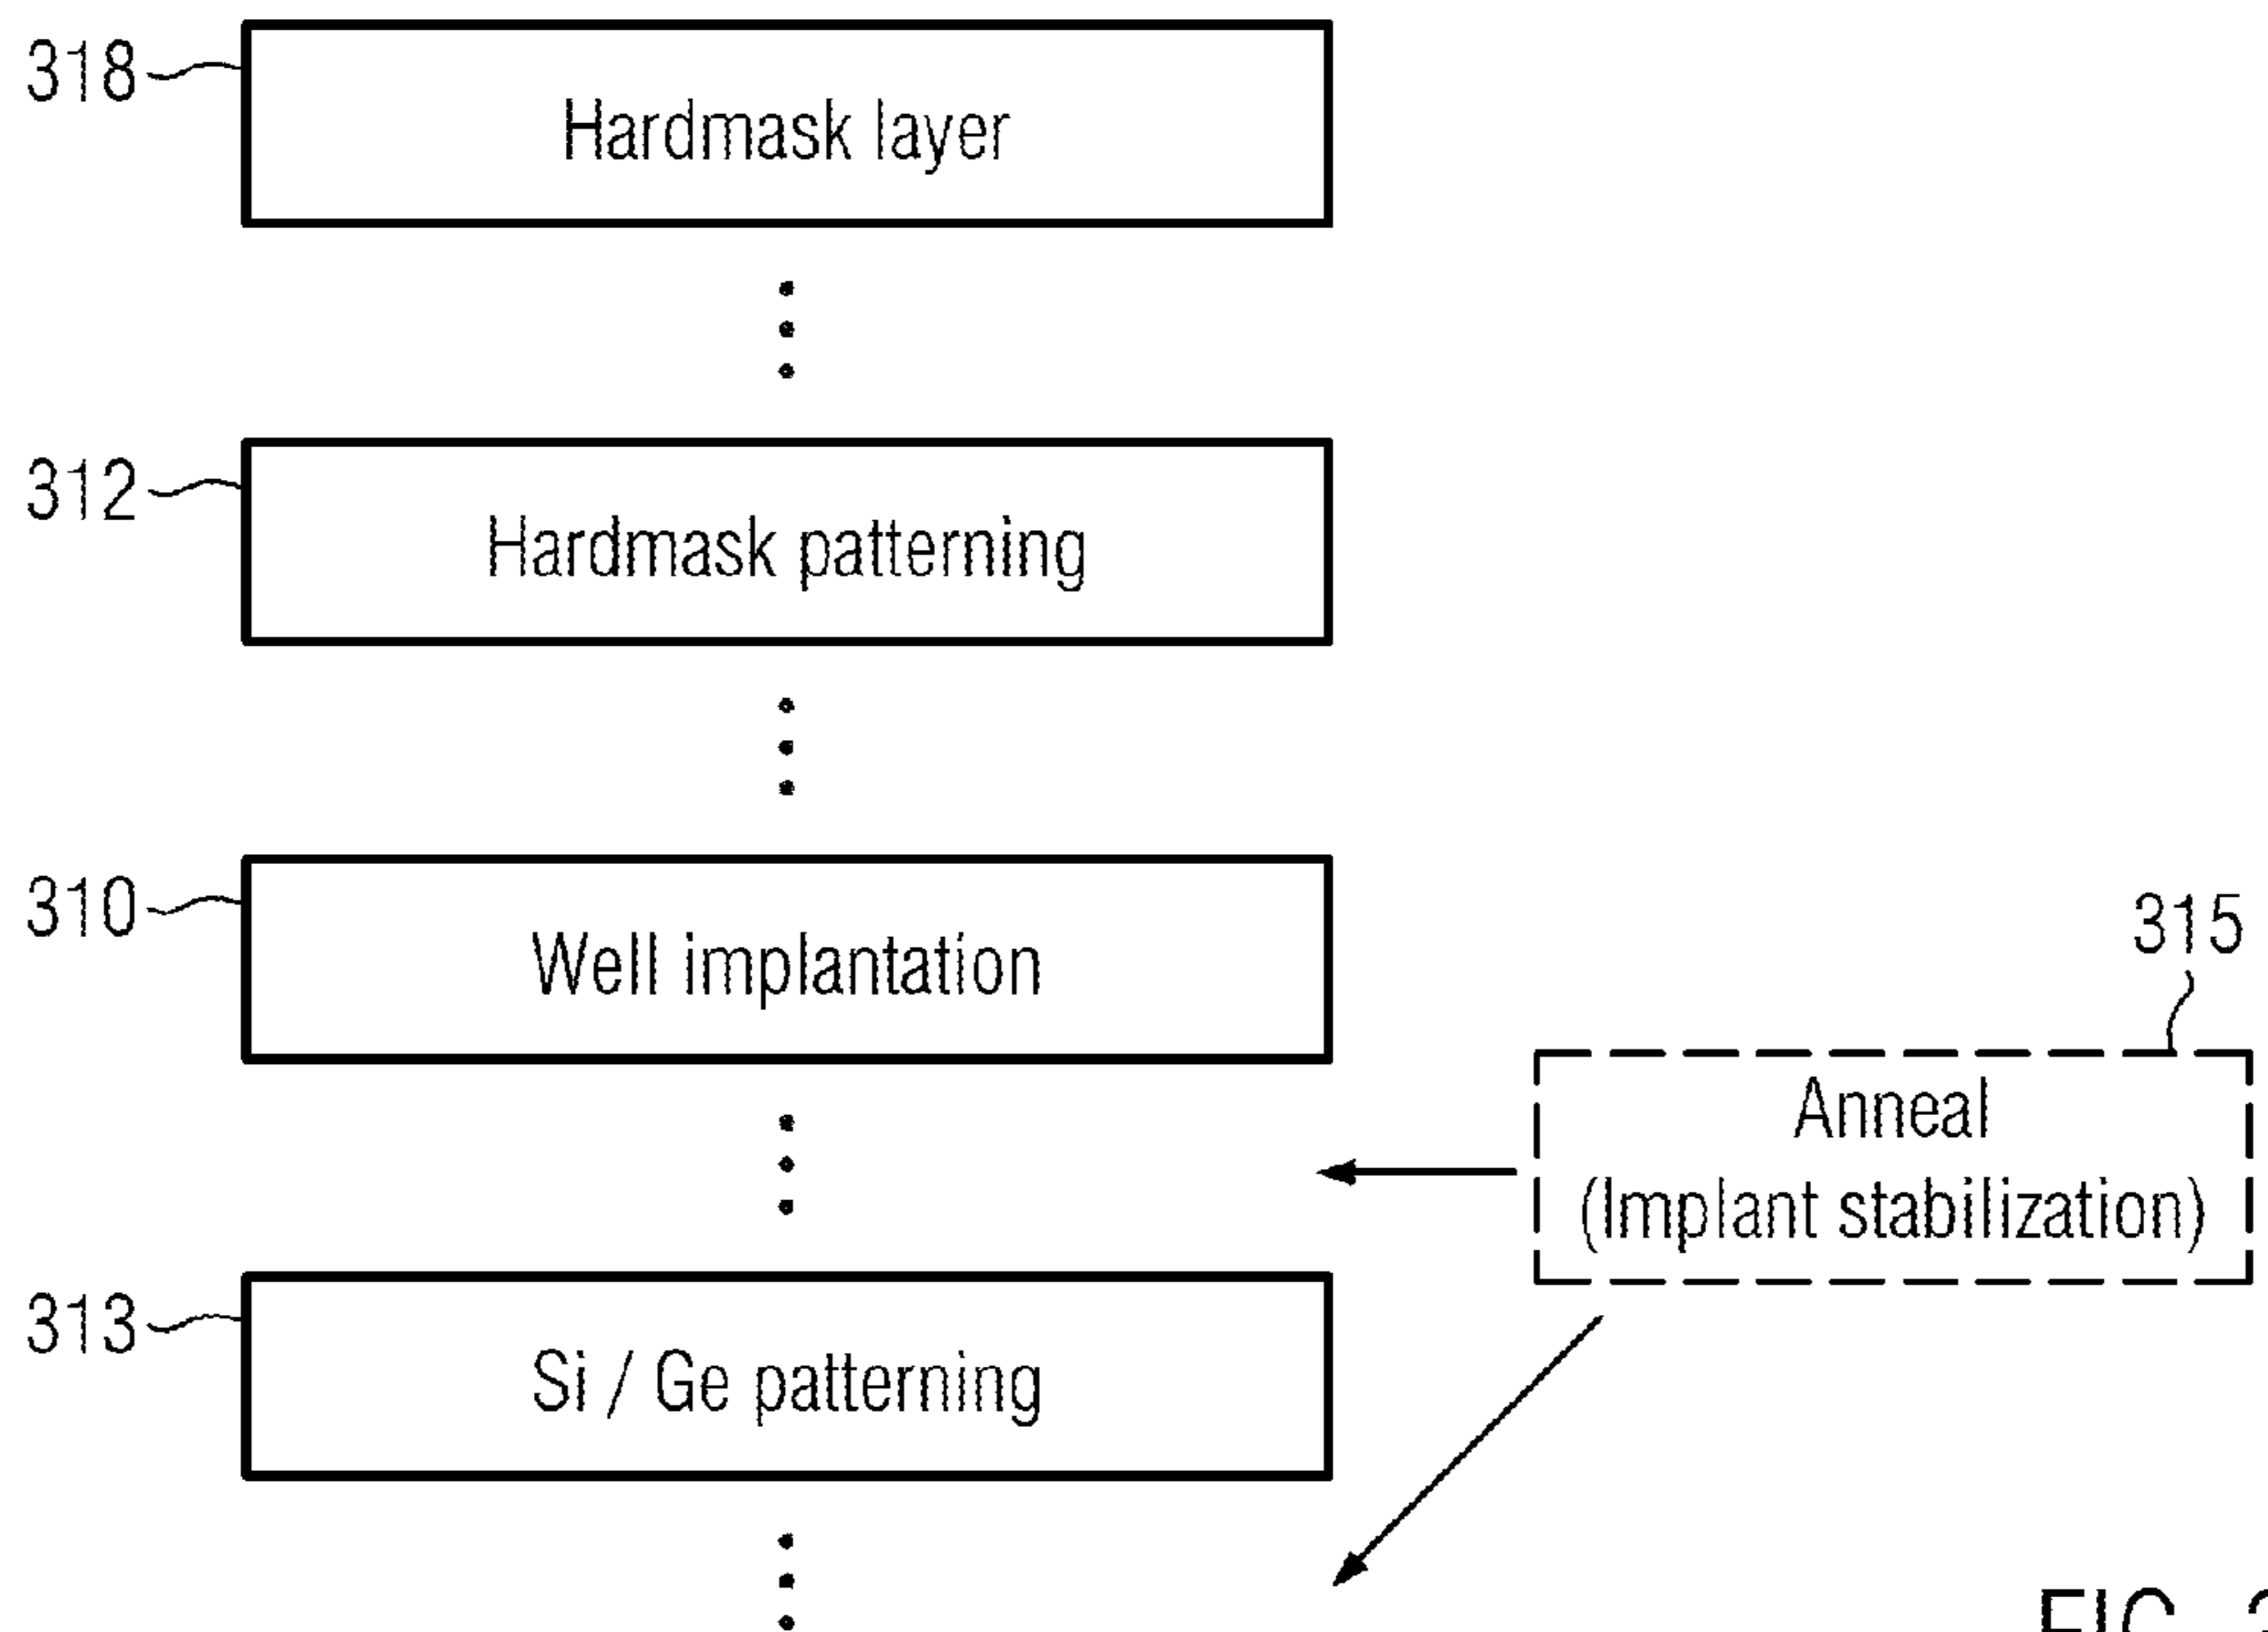 318
Hardmask layer
312
Hardmask patterning
310
Well implantation
315
Anneal
(Implant stabilization)
313
Si / Ge patterning